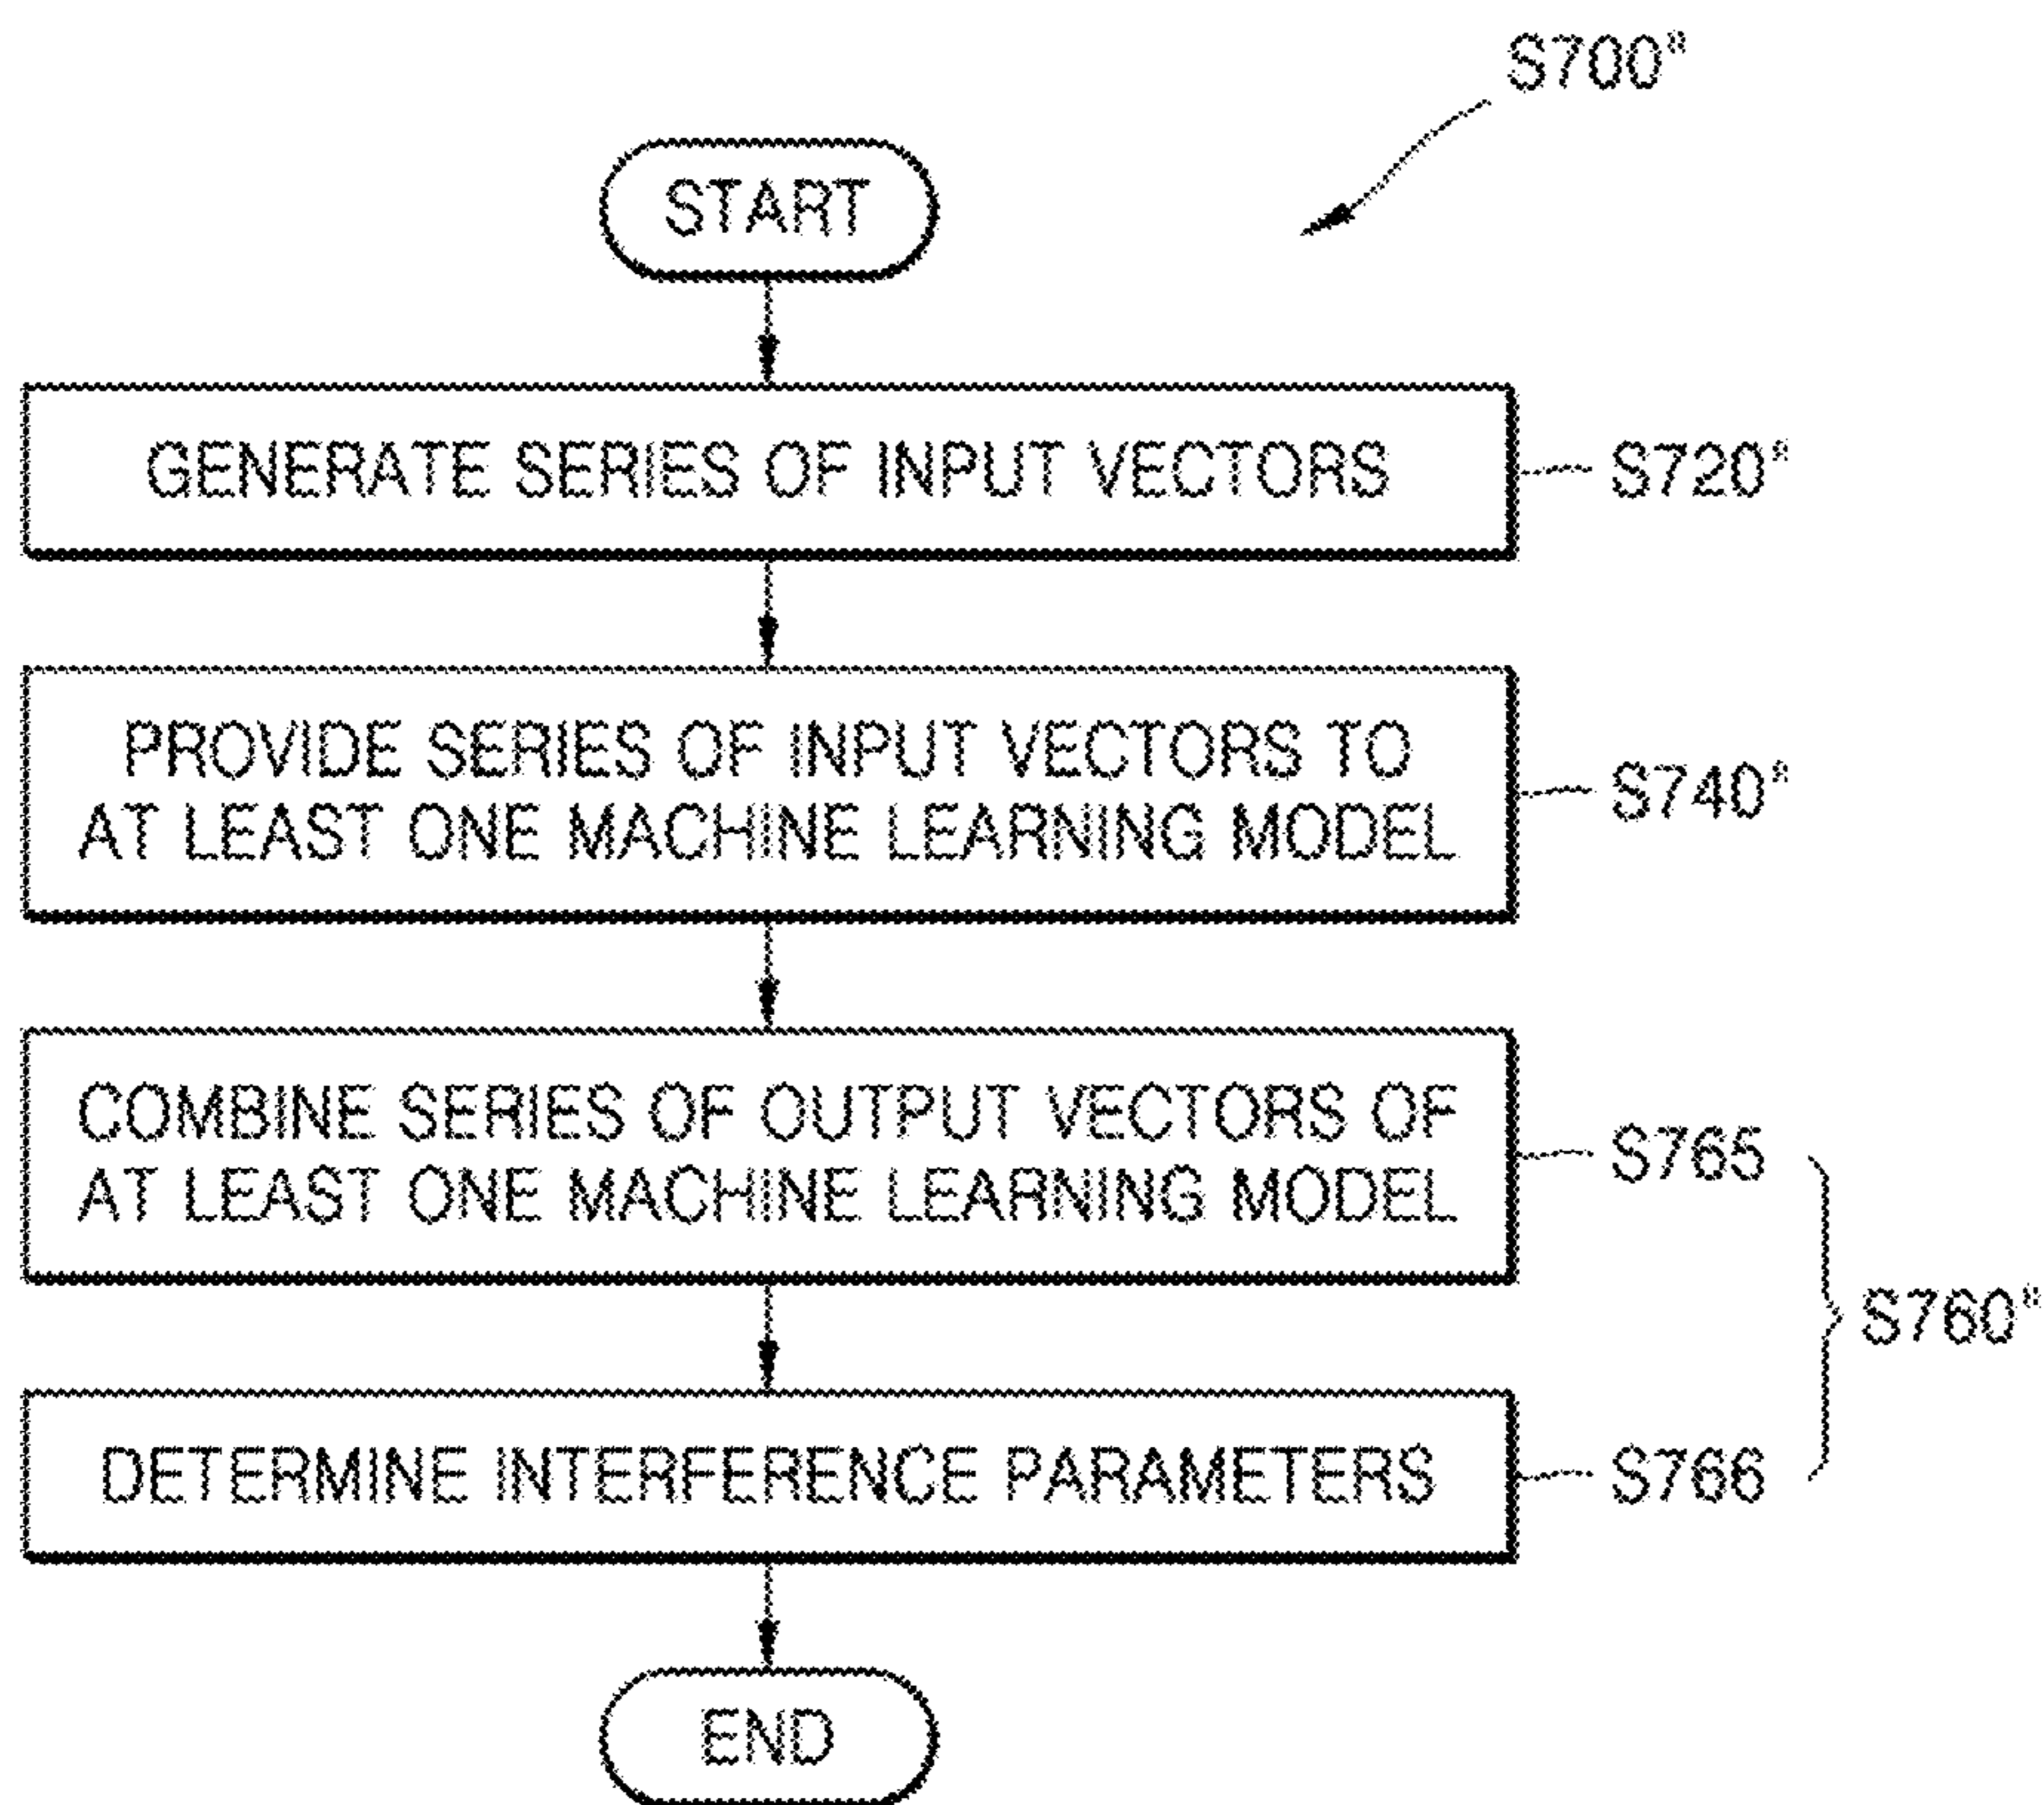 S700"
START
GENERATE SERIES OF INPUT VECTORS
S720"
PROVIDE SERIES OF INPUT VECTORS TO
AT LEAST ONE MACHINE LEARNING MODEL
S740"
COMBINE SERIES OF OUTPUT VECTORS OF
AT LEAST ONE MACHINE LEARNING MODEL
S765
S760"
DETERMINE INTERFERENCE PARAMETERS
S766
END